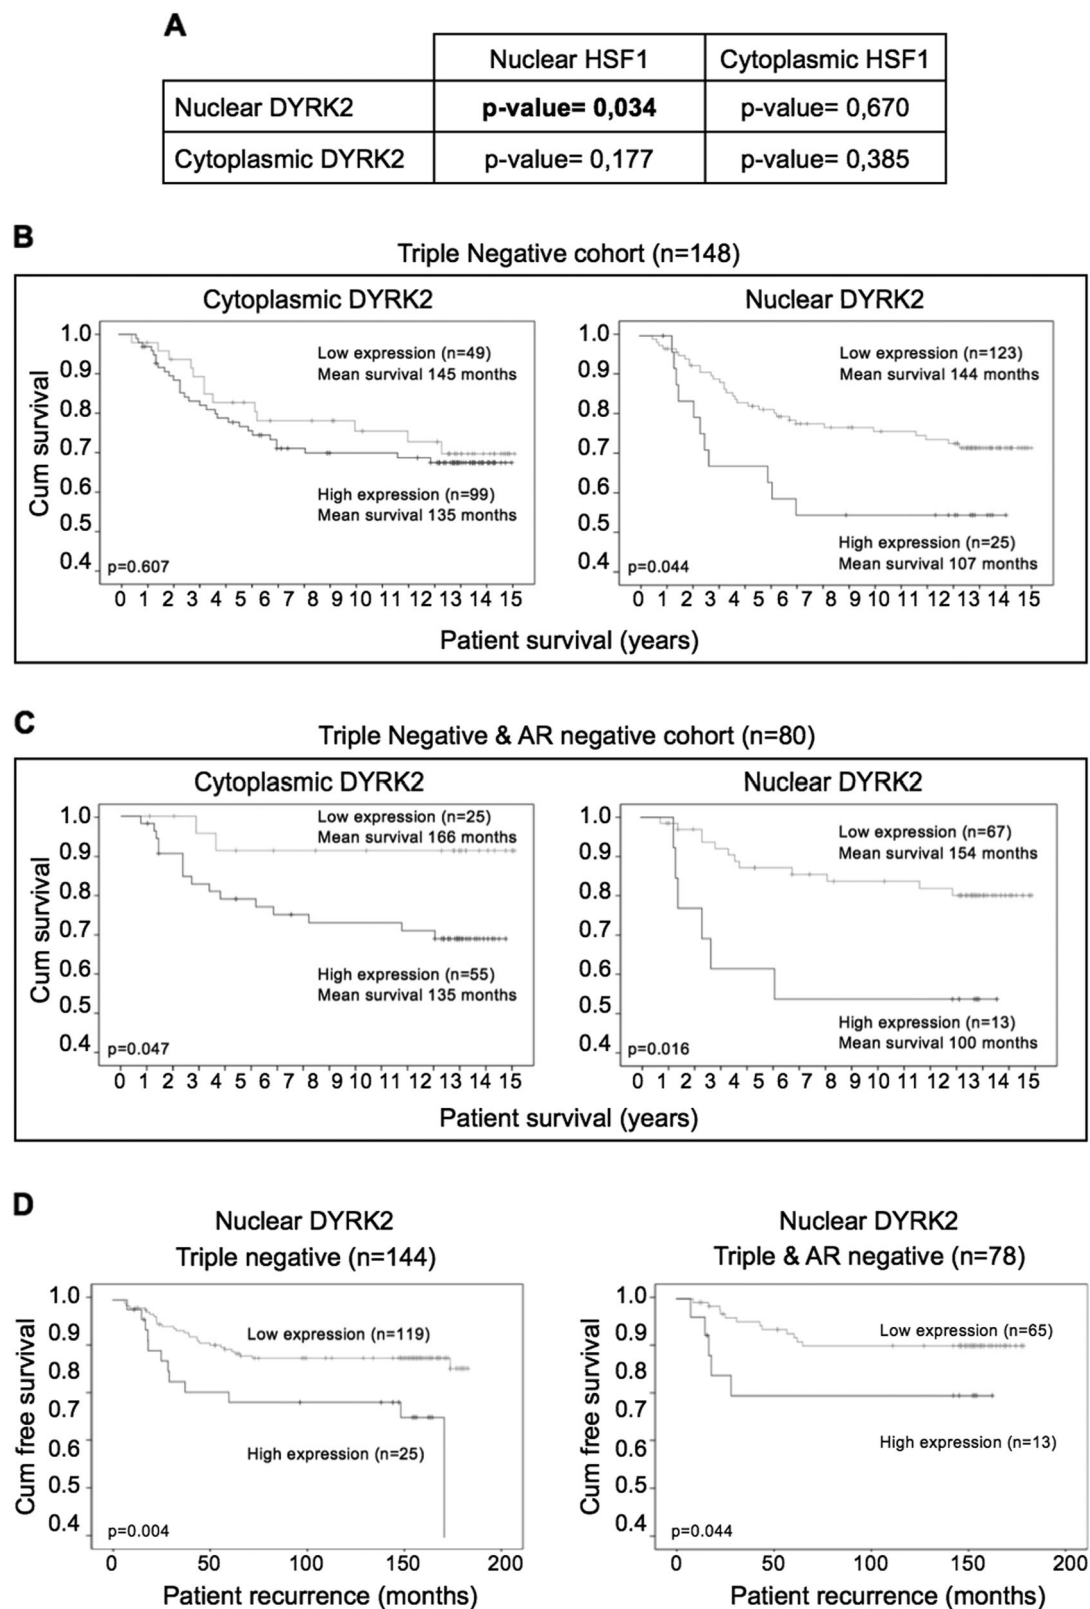 A
Nuclear HSF1 Cytoplasmic HSF1
Nuclear DYRK2 p-value= 0,034 p-value= 0,670
Cytoplasmic DYRK2 p-value= 0,177 p-value= 0,385
B
Triple Negative cohort (n=148)
Cytoplasmic DYRK2
Cum survival
1.0
0.9
0.8
0.7
0.6
0.5
0.4
Low expression (n=49)
Mean survival 145 months
High expression (n=99)
Mean survival 135 months
p=0.607
0 1 2 3 4 5 6 7 8 9 10 11 12 13 14 15
Nuclear DYRK2
1.0
0.9
0.8
0.7
0.6
0.5
0.4
Low expression (n=123)
Mean survival 144 months
High expression (n=25)
Mean survival 107 months
p=0.044
0 1 2 3 4 5 6 7 8 9 10 11 12 13 14 15
Patient survival (years)
C
Triple Negative & AR negative cohort (n=80)
Cytoplasmic DYRK2
Cum survival
1.0
0.9
0.8
0.7
0.6
0.5
0.4
Low expression (n=25)
Mean survival 166 months
High expression (n=55)
Mean survival 135 months
p=0.047
0 1 2 3 4 5 6 7 8 9 10 11 12 13 14 15
Nuclear DYRK2
1.0
0.9
0.8
0.7
0.6
0.5
0.4
Low expression (n=67)
Mean survival 154 months
High expression (n=13)
Mean survival 100 months
p=0.016
0 1 2 3 4 5 6 7 8 9 10 11 12 13 14 15
Patient survival (years)
D
Nuclear DYRK2
Triple negative (n=144)
Cum free survival
1.0
0.9
0.8
0.7
0.6
0.5
0.4
Low expression (n=119)
High expression (n=25)
p=0.004
0 50 100 150 200
Patient recurrence (months)
Nuclear DYRK2
Triple & AR negative (n=78)
Cum free survival
1.0
0.9
0.8
0.7
0.6
0.5
0.4
Low expression (n=65)
High expression (n=13)
p=0.044
0 50 100 150 200
Patient recurrence (months)